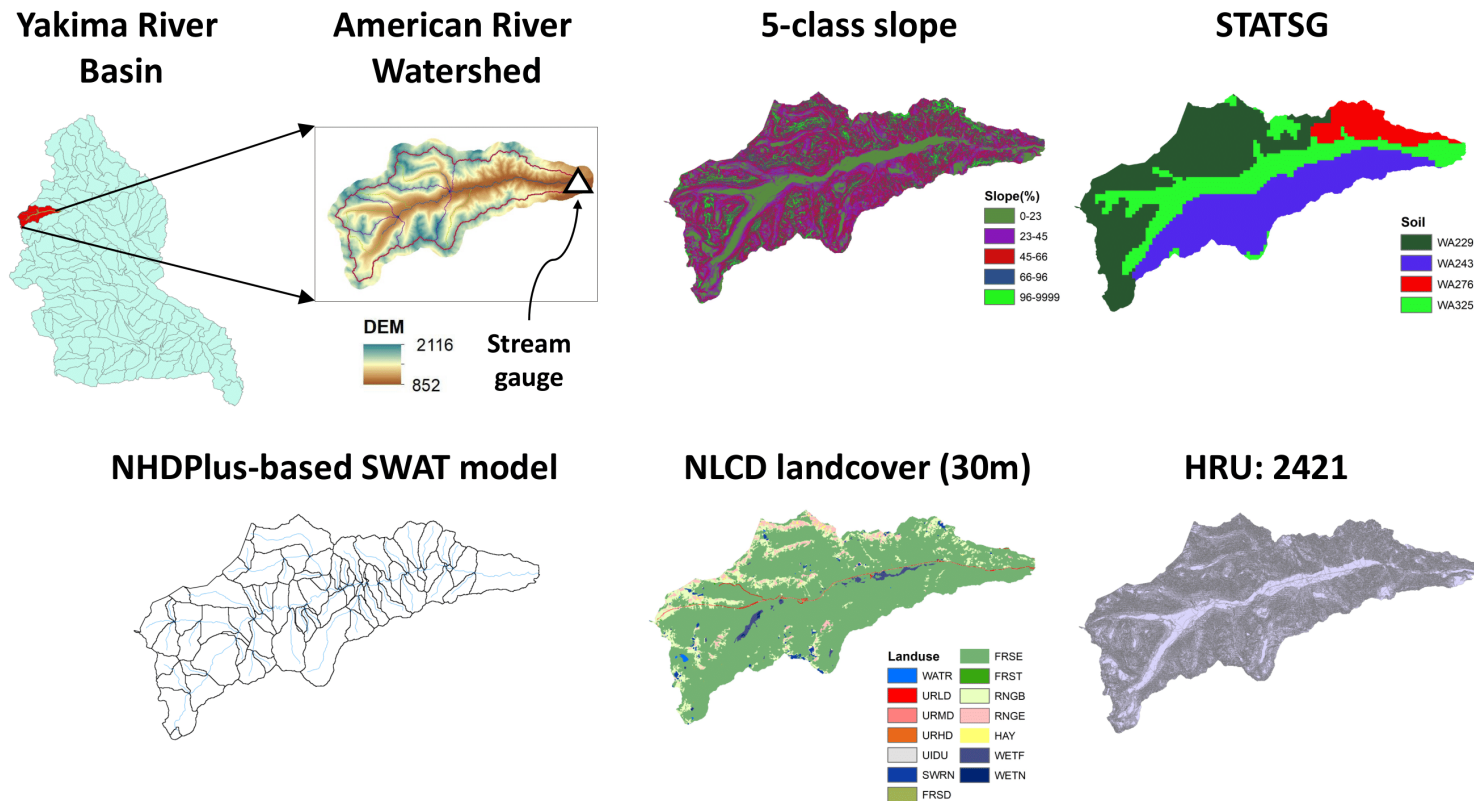 Yakima River
Basin
American River
Watershed
5-class slope
STATSG
DEM
2116
852
Stream
gauge
Slope(%)
0-23
23-45
45-66
66-96
96-9999
Soil
WA229
WA243
WA276
WA325
NHDPlus-based SWAT model
NLCD landcover (30m)
HRU: 2421
Landuse
WATR
URLD
URMD
URHD
UIDU
SWRN
FRSD
FRSE
FRST
RNGB
RNGE
HAY
WETF
WETN